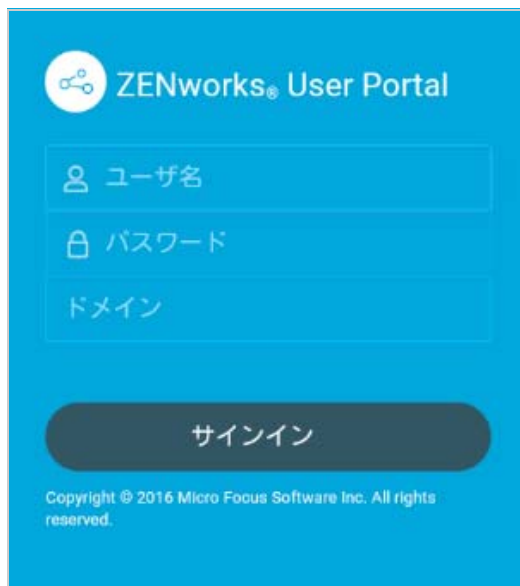 ZENworks® User Portal
ユーザ名
パスワード
ドメイン
サインイン
Copyright © 2016 Micro Focus Software Inc. All rights
reserved.